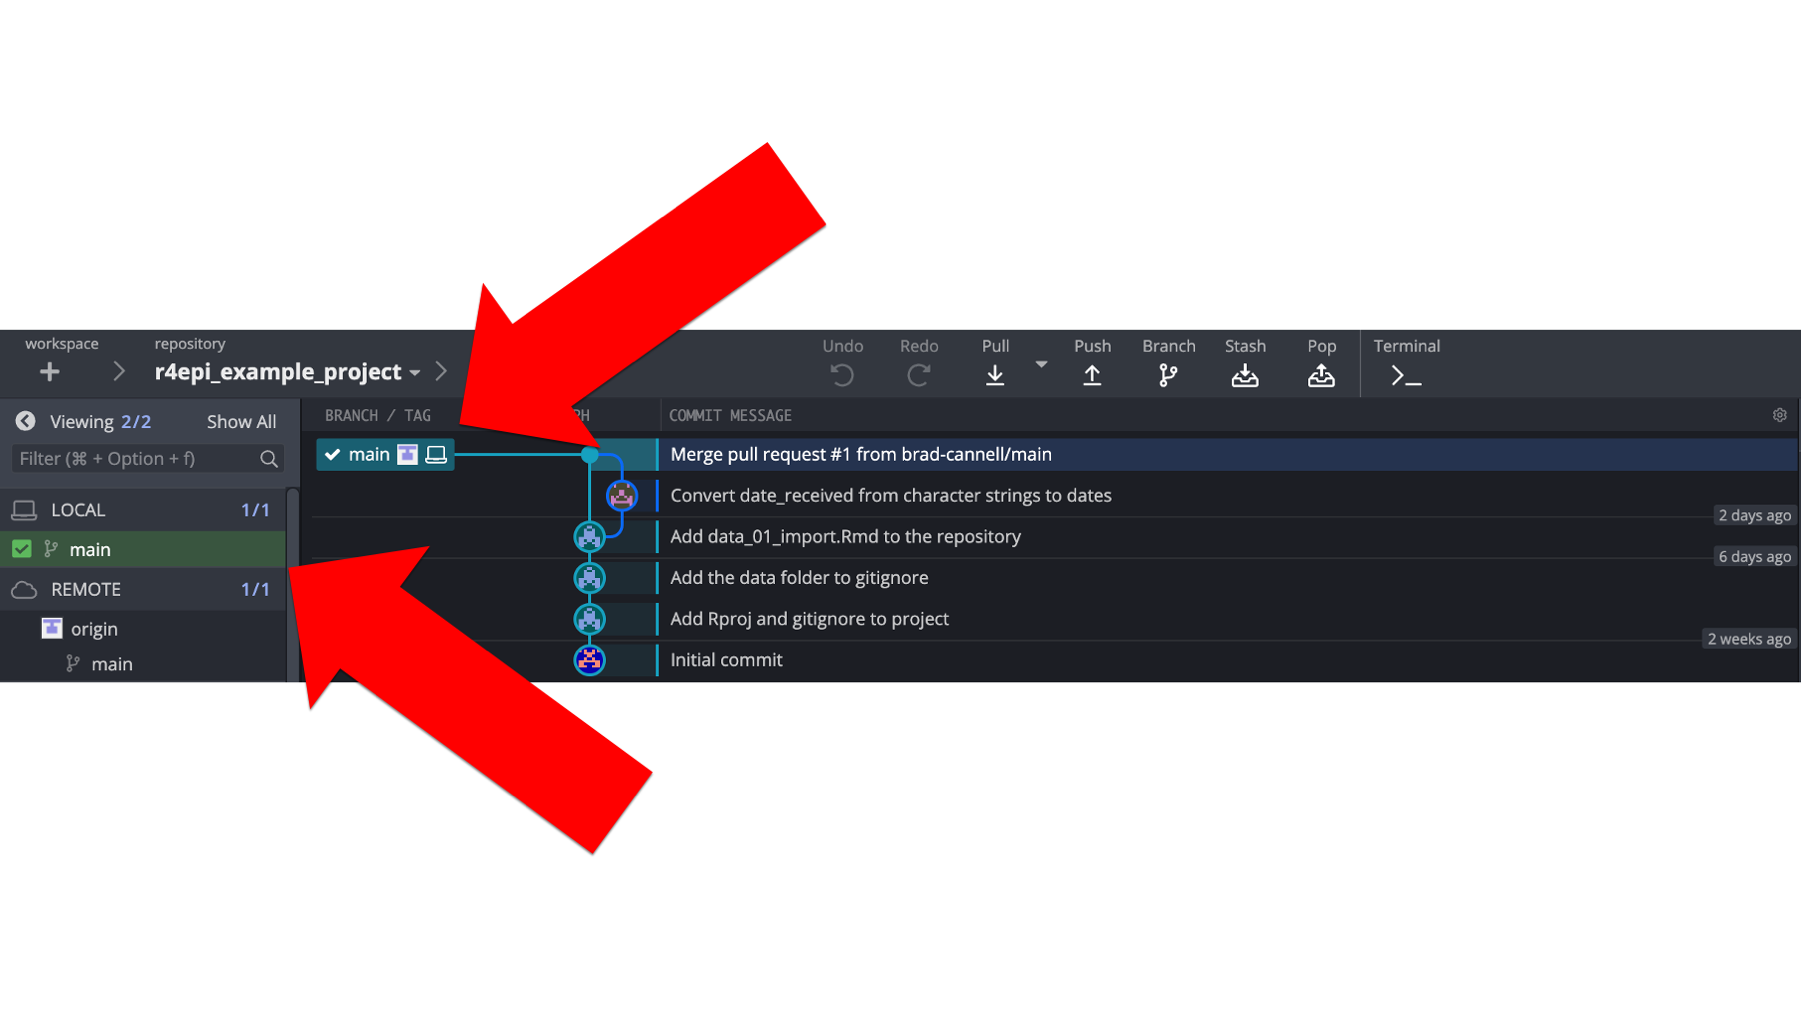 workspace
repository
r4epi_example_project
Undo
Redo
Pull
Push
Branch
Stash
Pop
Terminal
Viewing 2/2
Show All
Filter (⌘ + Option + f)
LOCAL 1/1
main
REMOTE 1/1
origin
main
BRANCH / TAG
PH
COMMIT MESSAGE
main
Merge pull request #1 from brad-cannell/main
Convert date_received from character strings to dates
2 days ago
Add data_01_import.Rmd to the repository
6 days ago
Add the data folder to gitignore
Add Rproj and gitignore to project
2 weeks ago
Initial commit